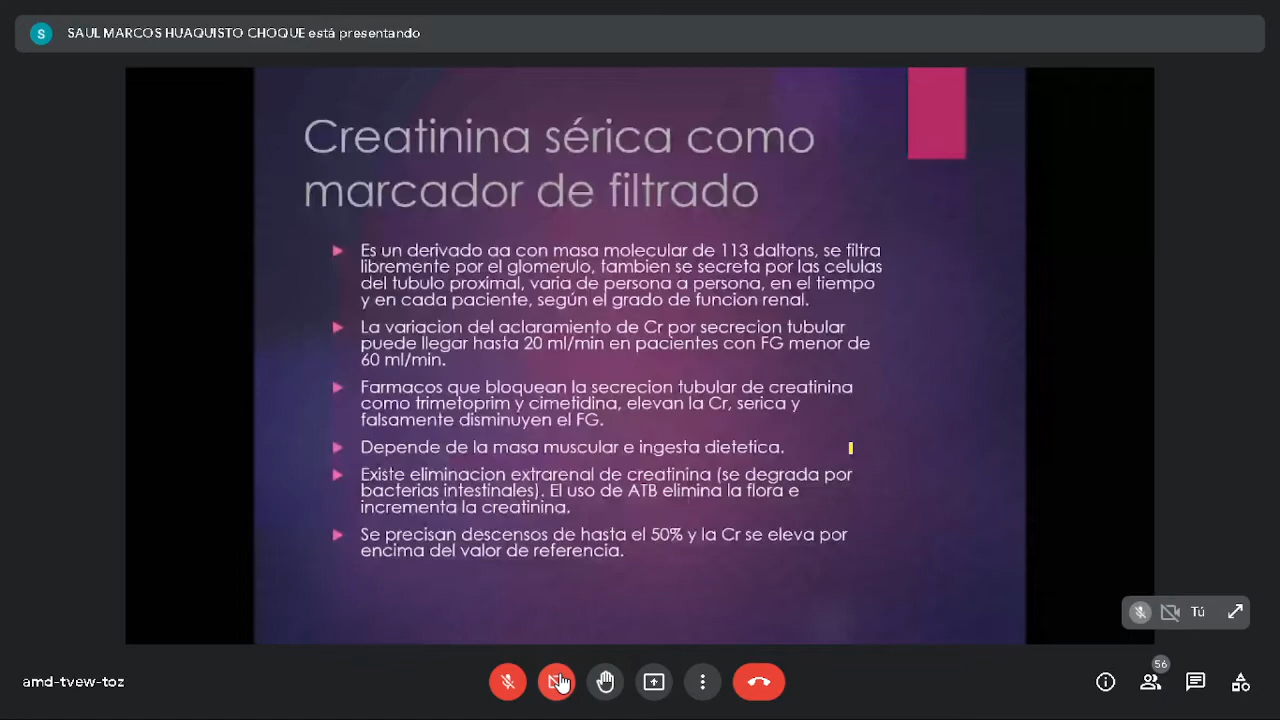 S SAUL MARCOS HUAQUISTO CHOQUE está presentando
Creatinina sérica como
marcador de filtrado
Es un derivado aa con masa molecular de 113 daltons, se filtra
libremente por el glomerulo, tambien se secreta por las celulas
del tubulo proximal, varia de persona a persona, en el tiempo
y en cada paciente, según el grado de funcion renal.
La variacion del aclaramiento de Cr por secrecion tubular
puede llegar hasta 20 ml/min en pacientes con FG menor de
60 ml/min.
Farmacos que bloquean la secrecion tubular de creatinina
como trimetoprim y cimetidina, elevan la Cr, serica y
falsamente disminuyen el FG.
Depende de la masa muscular e ingesta dietetica.
Existe eliminacion extrarenal de creatinina (se degrada por
bacterias intestinales). El uso de ATB elimina la flora e
incrementa la creatinina.
Se precisan descensos de hasta el 50% y la Cr se eleva por
encima del valor de referencia.
Tú
56
amd-tvew-toz